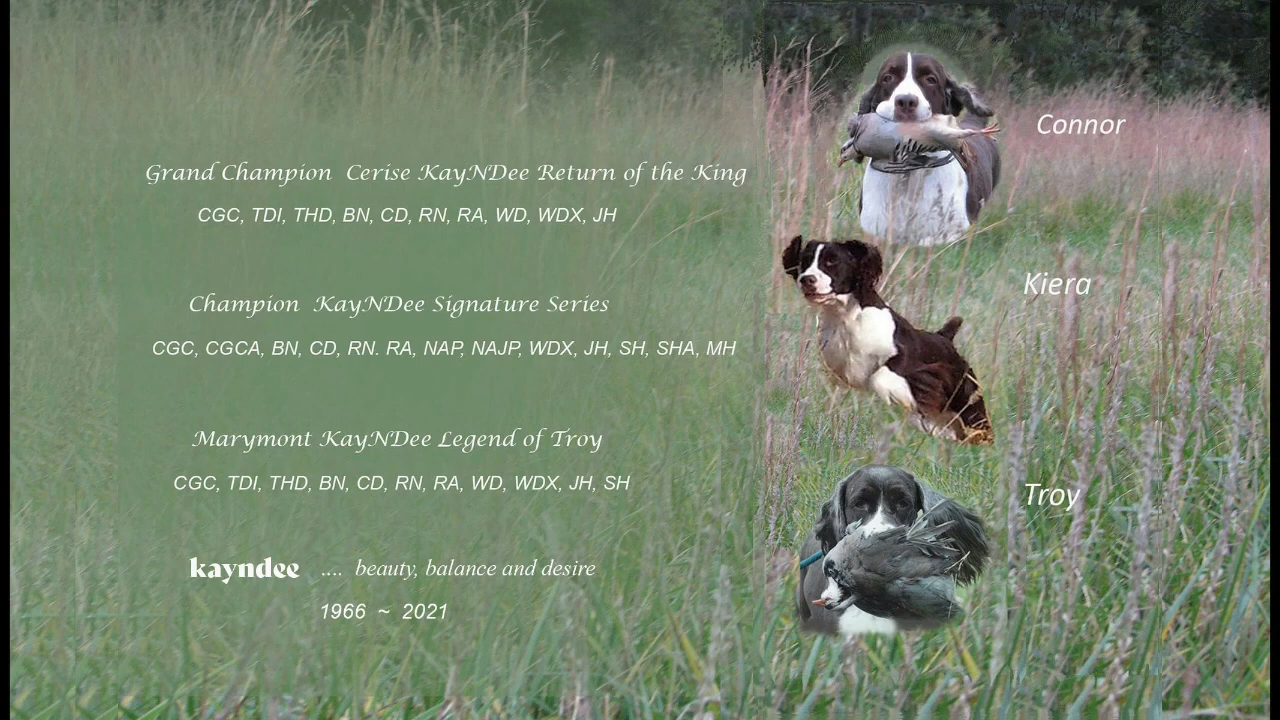 Connor
Grand Champion Cerise KayNDee Return of the King
CGC, TDI, THD, BN, CD, RN, RA, WD, WDX, JH
Kiera
Champion KayNDee Signature Series
CGC, CGCA, BN, CD, RN. RA, NAP, NAJP, WDX, JH, SH, SHA, MH
Marymont KayNDee Legend of Troy
CGC, TDI, THD, BN, CD, RN, RA, WD, WDX, JH, SH
Troy
kayndee .... beauty, balance and desire
1966 ~ 2021